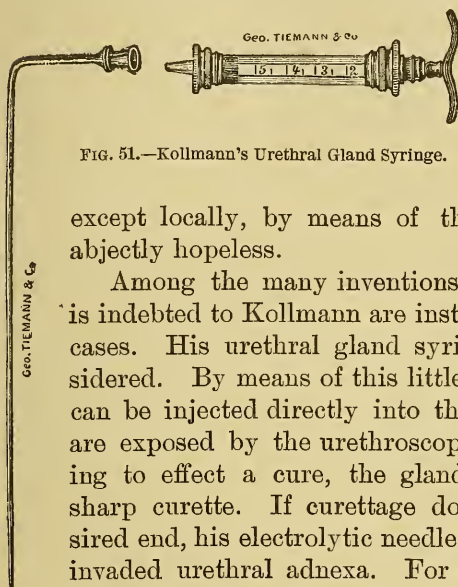 Geo. TIEMANN & Co
15 14 13 12
FIG. 51.—Kollmann's Urethral Gland Syringe.
Geo. TIEMANN & Co
except locally, by means of th
abjectly hopeless.
Among the many inventions
is indebted to Kollmann are inst
cases. His urethral gland syri
sidered. By means of this little
can be injected directly into th
are exposed by the urethroscop
ing to effect a cure, the gland
sharp curette. If curettage do
sired end, his electrolytic needle
invaded urethral adnexa. For